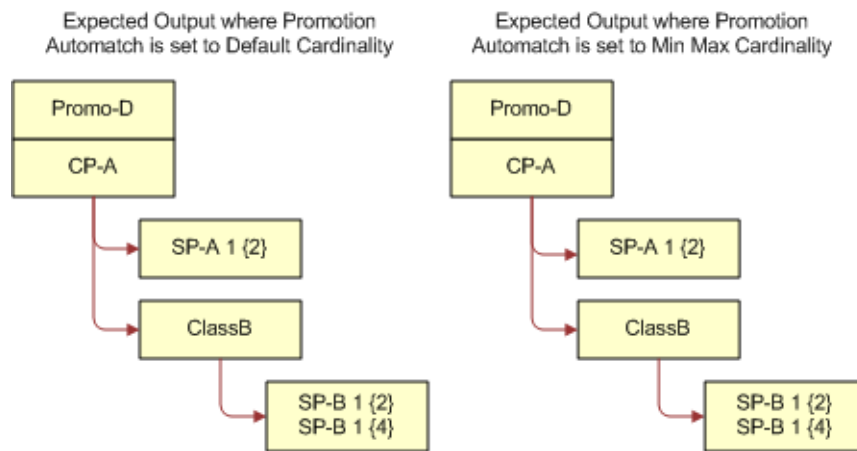 Expected Output where Promotion
Automatch is set to Default Cardinality
Promo-D
CP-A
SP-A 1 {2}
ClassB
SP-B 1 {2}
SP-B 1 {4}
Expected Output where Promotion
Automatch is set to Min Max Cardinality
Promo-D
CP-A
SP-A 1 {2}
ClassB
SP-B 1 {2}
SP-B 1 {4}